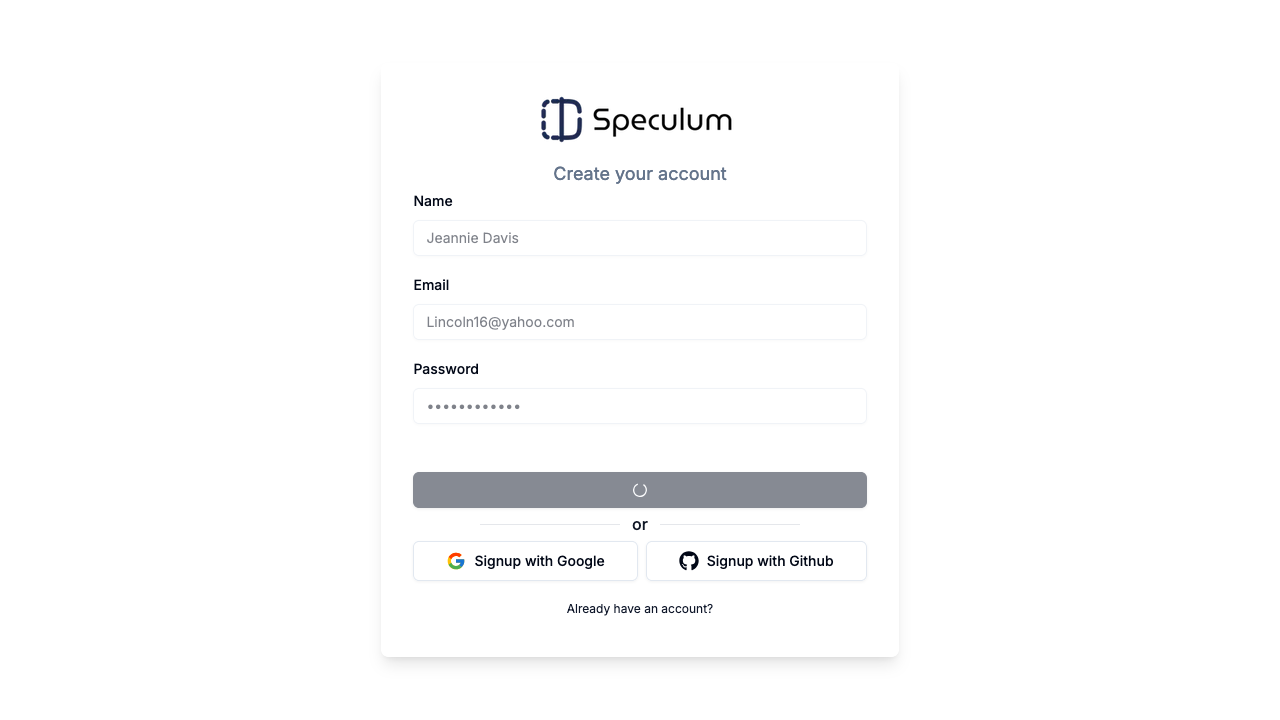 Speculum
Create your account
Name
Jeannie Davis
Email
Lincoln16@yahoo.com
Password
••••••••••••
or
Signup with Google
Signup with Github
Already have an account?